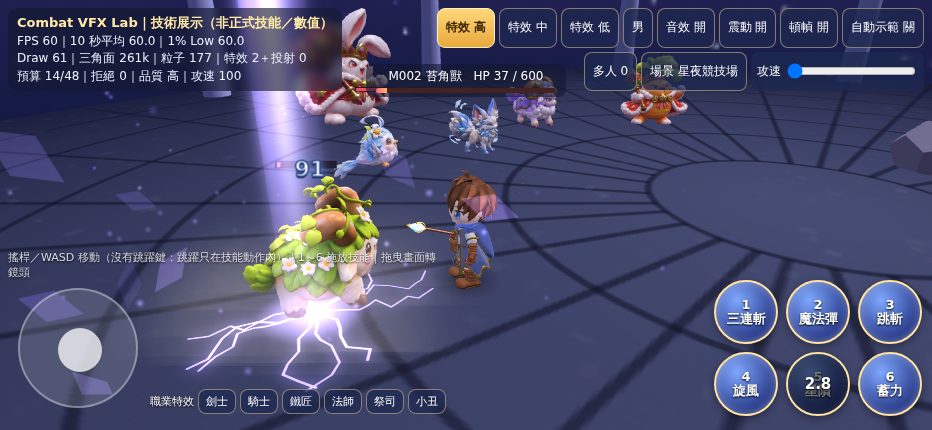 Combat VFX Lab｜技術展示（非正式技能／數值）
FPS 60｜10 秒平均 60.0｜1% Low 60.0
Draw 61｜三角面 261k｜粒子 177｜特效 2＋投射 0
預算 14/48｜拒絕 0｜品質 高｜攻速 100
特效 高
特效 中
特效 低
男
音效 開
震動 開
頓幀 開
自動示範 關
多人 0
場景 星夜競技場
攻速
M002 苔角獸 HP 37 / 600
91
搖桿／WASD 移動（沒有跳躍鍵；跳躍只在技能動作內）｜1～6 施放技能｜拖曳畫面轉
鏡頭
1
三連斬
2
魔法彈
3
跳斬
4
旋風
2.8
6
蓄力
職業特效
劍士
騎士
鐵匠
法師
祭司
小丑